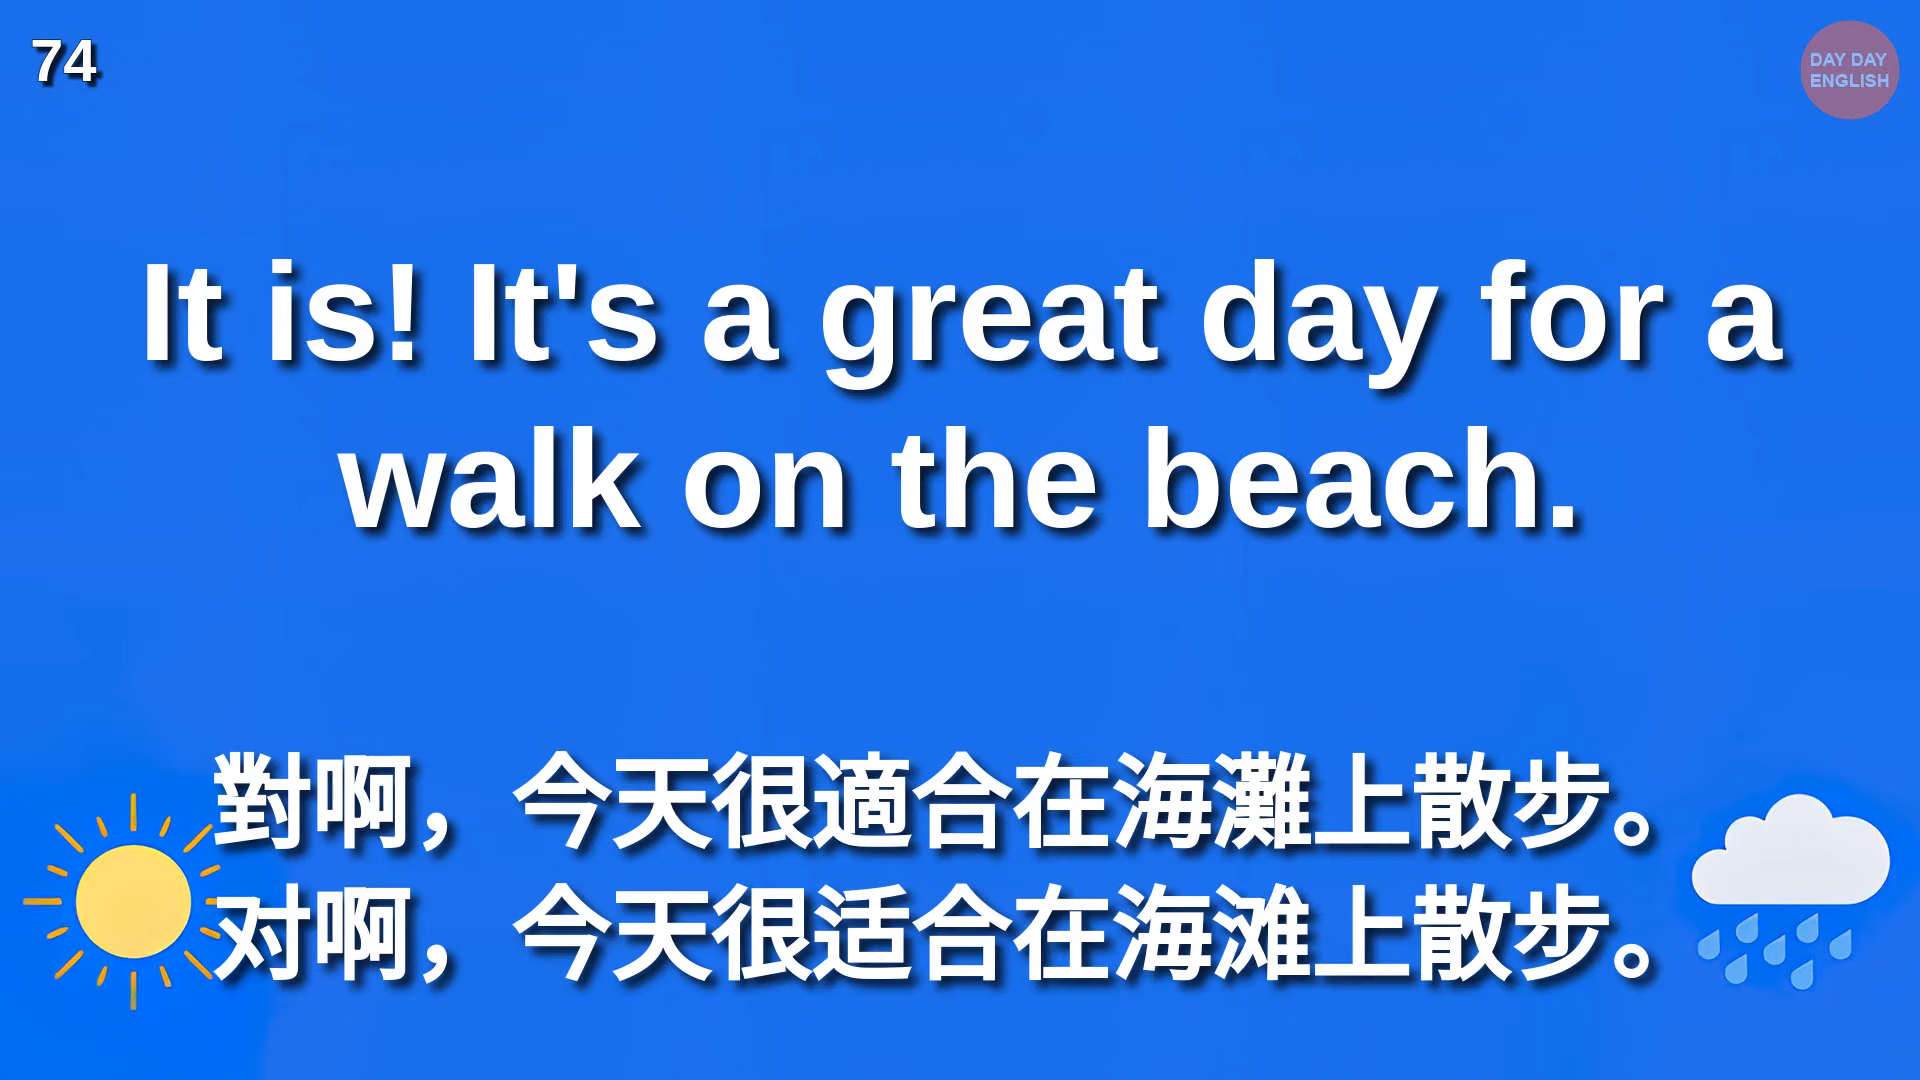 74
DAY DAY
ENGLISH
It is! It's a great day for a
walk on the beach.
對啊，今天很適合在海灘上散步。
对啊，今天很适合在海滩上散步。